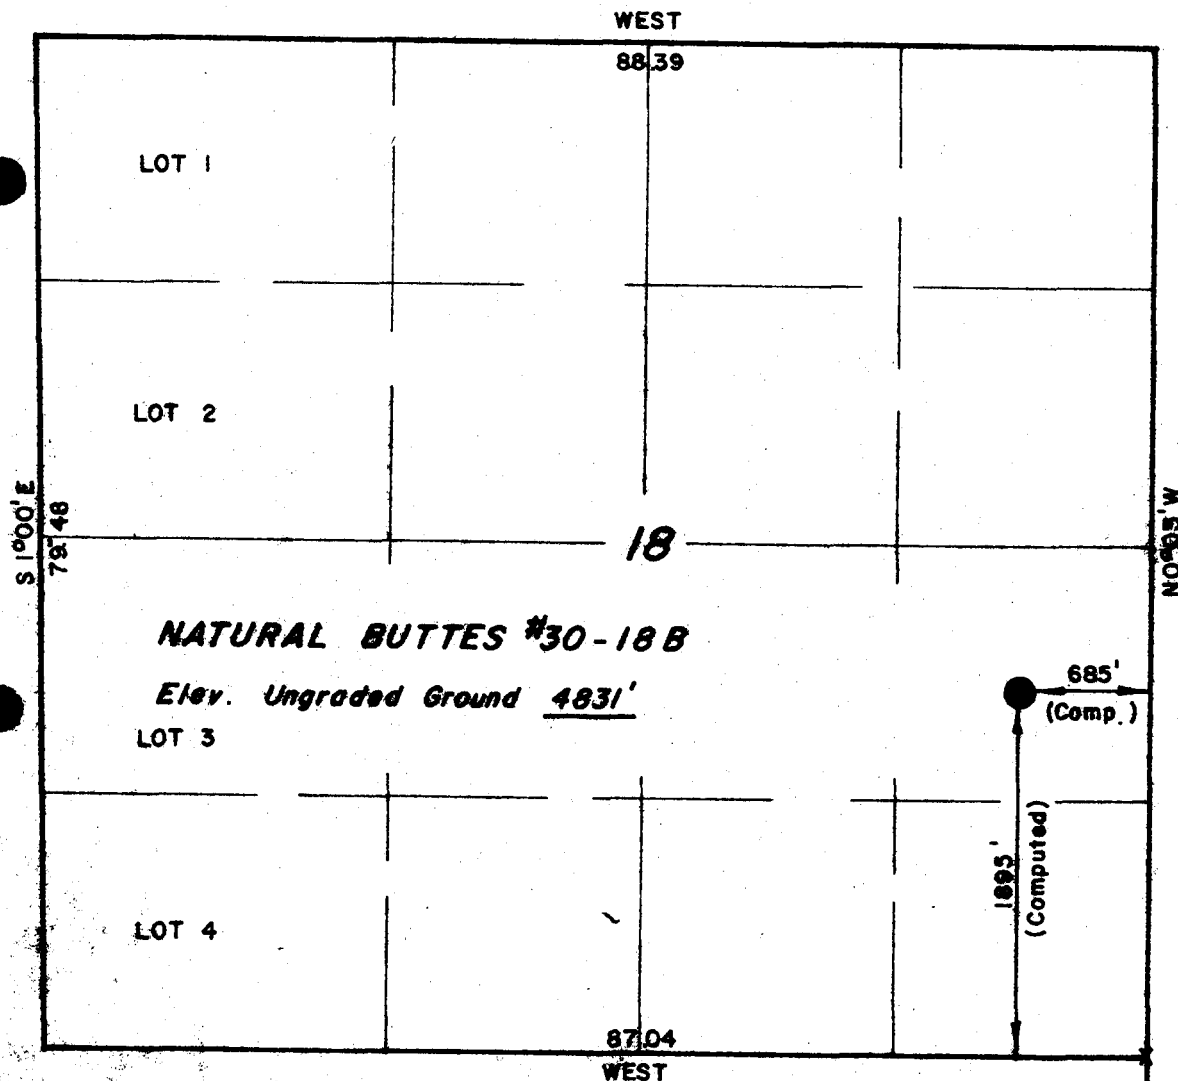 WEST
88.39
LOT 1
LOT 2
S 1°00' E
79.48
18
N 0°05' W
NATURAL BUTTES #30-18 B
Elev. Ungraded Ground 4831'
LOT 3
685'
(Comp.)
1895'
(Computed)
LOT 4
87.04
WEST